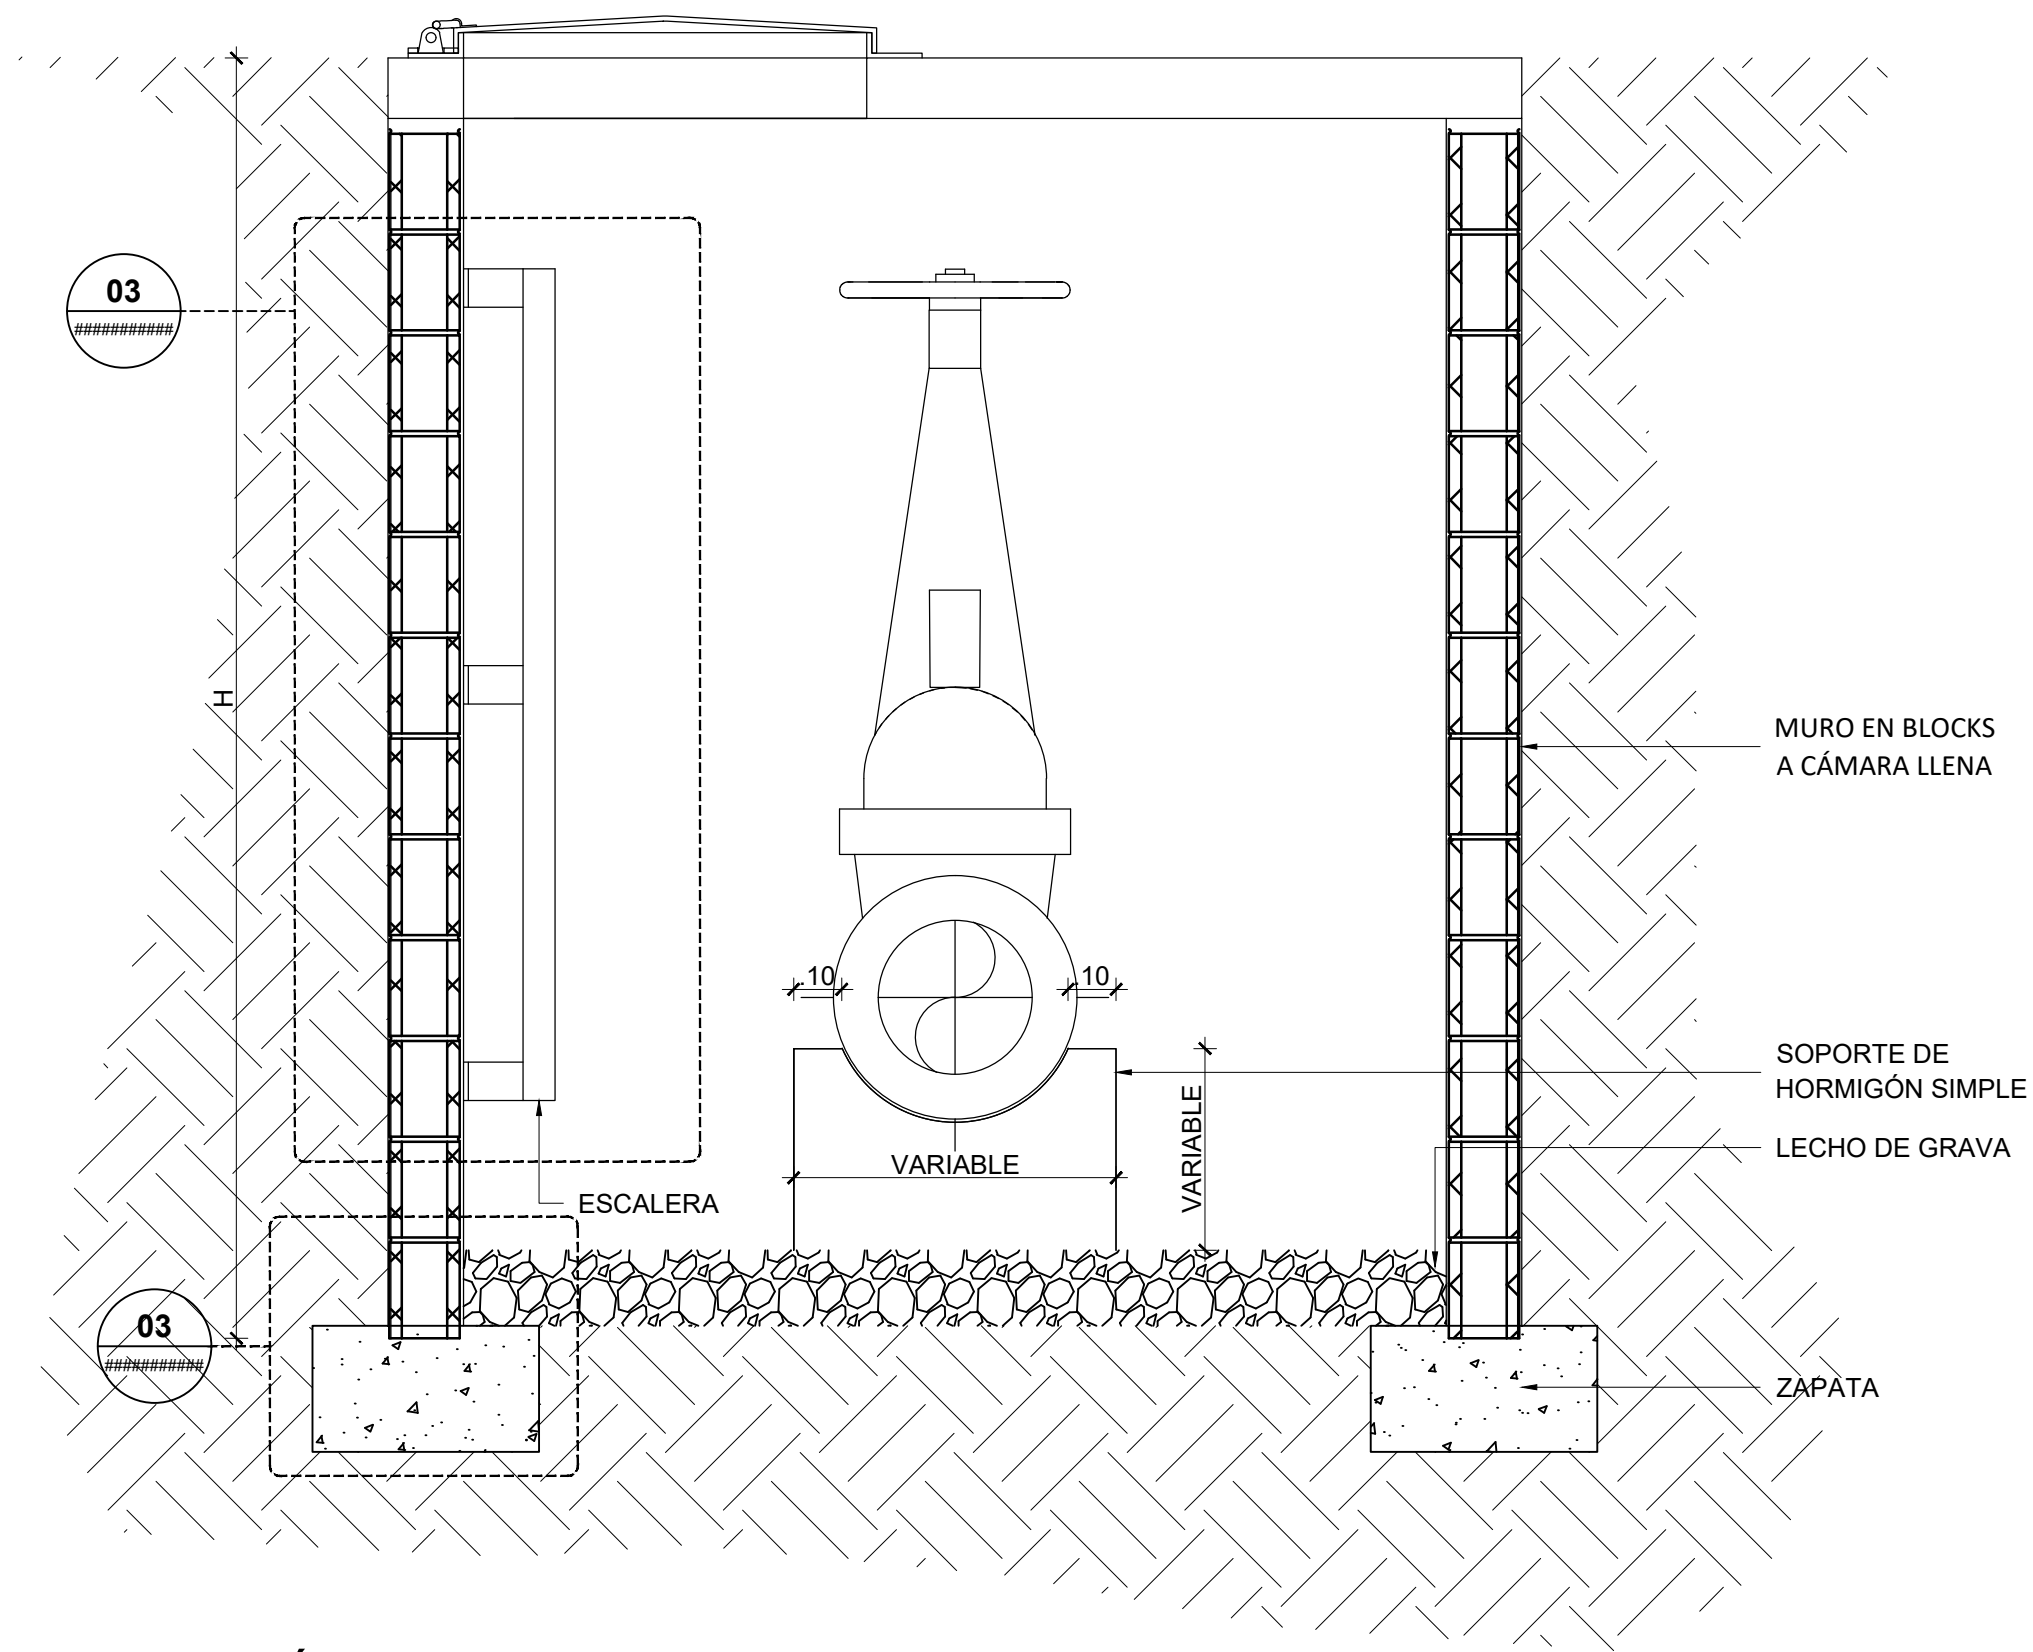 03
###########
H
MURO EN BLOCKS
A CÁMARA LLENA
.10
.10
SOPORTE DE
HORMIGÓN SIMPLE
VARIABLE
VARIABLE
LECHO DE GRAVA
ESCALERA
03
###########
ZAPATA